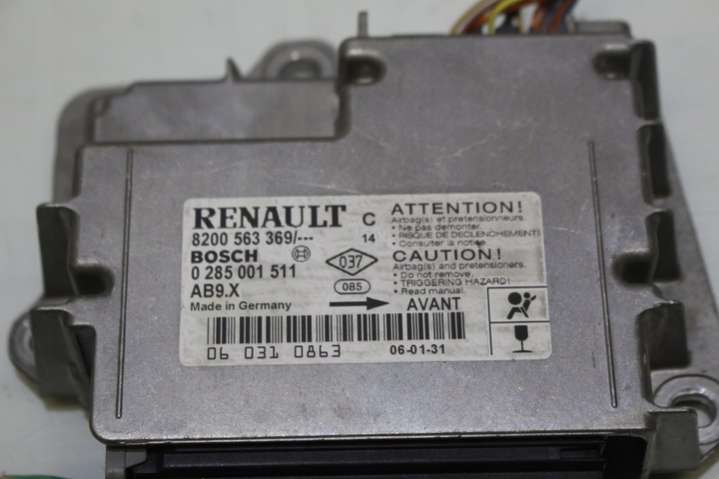 RENAULT C
8200 563 369/--- 14
BOSCH
0 285 001 511
AB9.X
Made in Germany
037
085
AVANT
ATTENTION!
Airbag(s) et pretensionneurs.
• Ne pas demonter.
• RISQUE DE DECLENCHEMENT!
• Consulter la notice.
CAUTION!
Airbag(s) and pretensioners.
• Do not remove.
• TRIGGERING HAZARD!
• Read manual.
06 031 0863 06-01-31